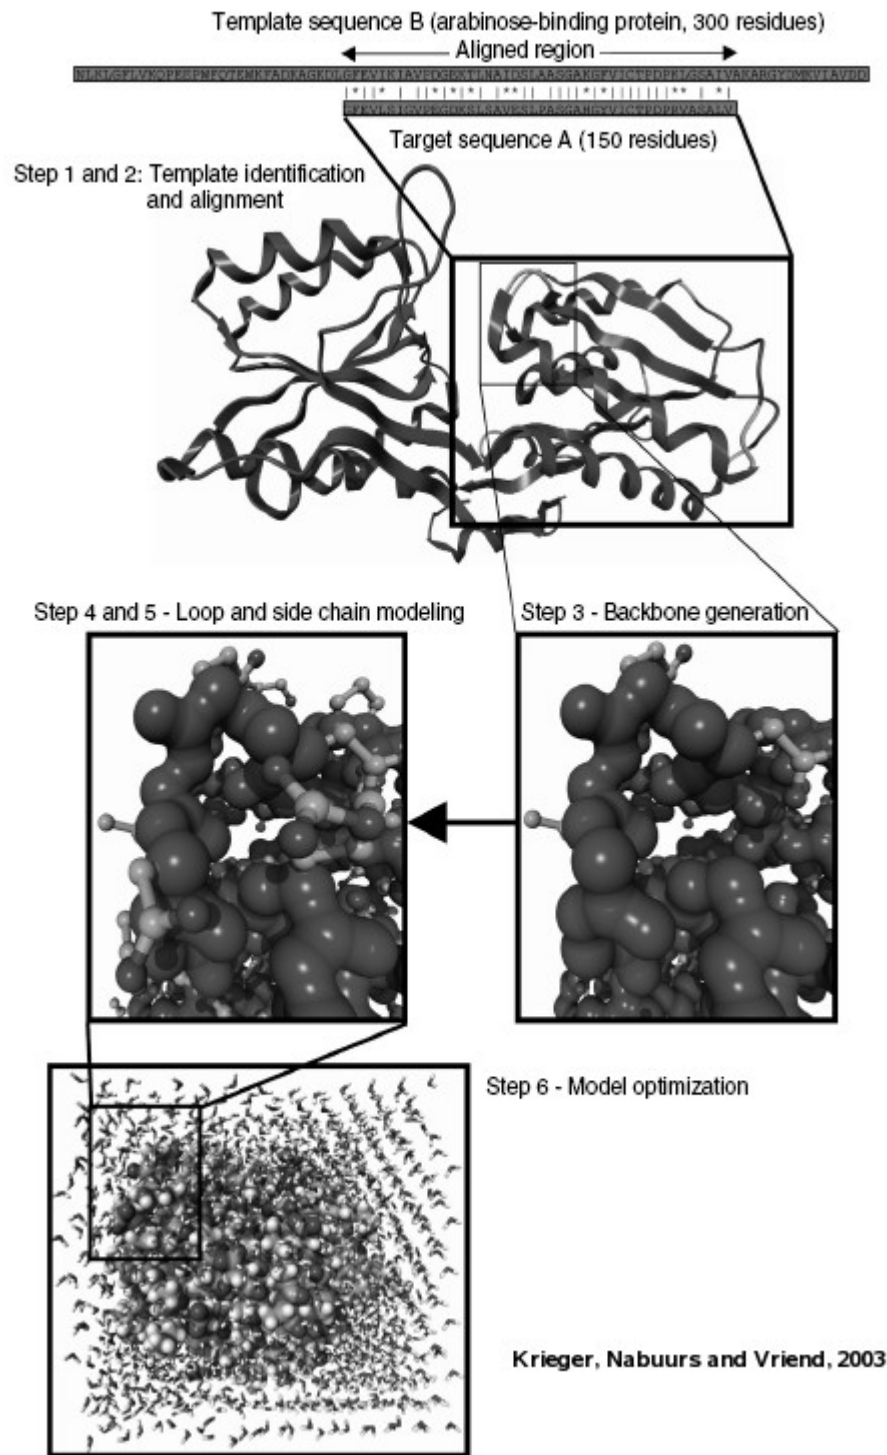 Template sequence B (arabinose-binding protein, 300 residues)
Aligned region
NLKLGFLVKQPEEPWFQTEWKFADKAGKDLGFEVIKIAVPDGEKTLNAIDSLAASGAKGFVICTPDPKLGSAIVAKARGYDMKVIAVDD
Target sequence A (150 residues)
Step 1 and 2: Template identification
and alignment
Step 4 and 5 - Loop and side chain modeling
Step 3 - Backbone generation
Step 6 - Model optimization
Krieger, Nabuurs and Vriend, 2003